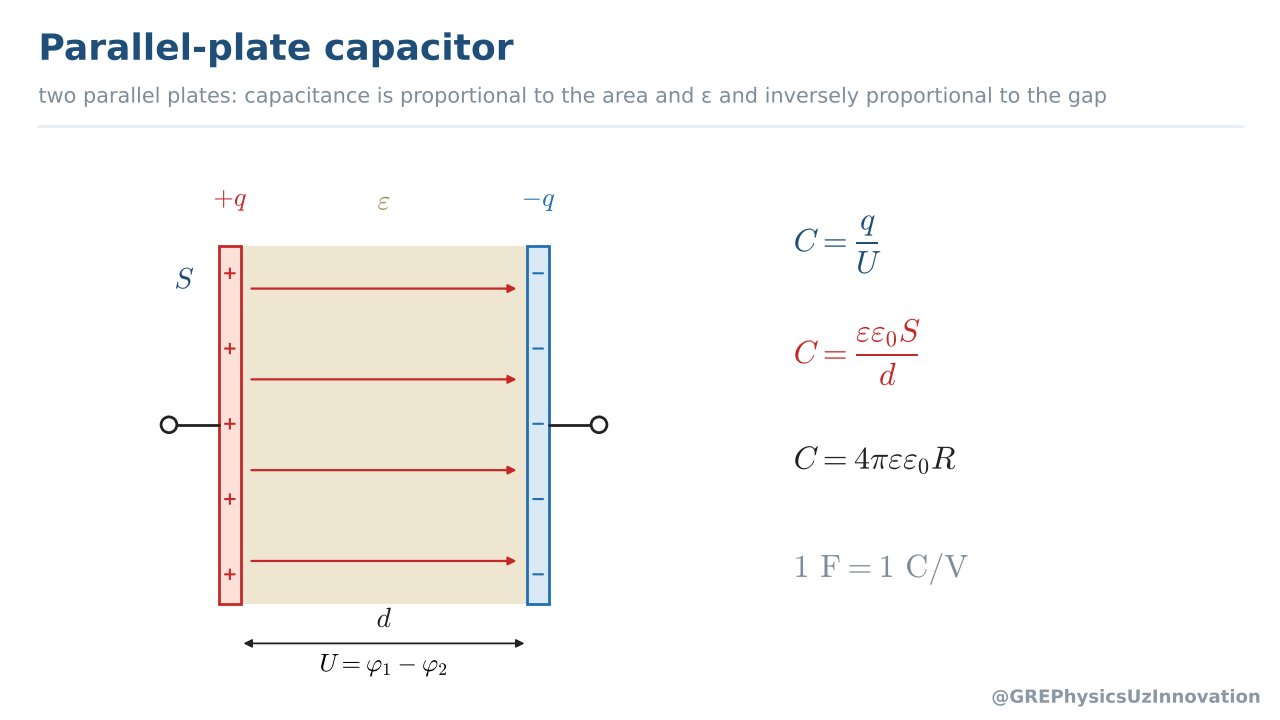 Parallel-plate capacitor
two parallel plates: capacitance is proportional to the area and ε and inversely proportional to the gap
+q ε −q
S
+ −
+ −
+ −
+ −
+ −
d
U = φ₁ − φ₂
C = q/U
C = εε₀S/d
C = 4πεε₀R
1 F = 1 C/V
@GREPhysicsUzInnovation